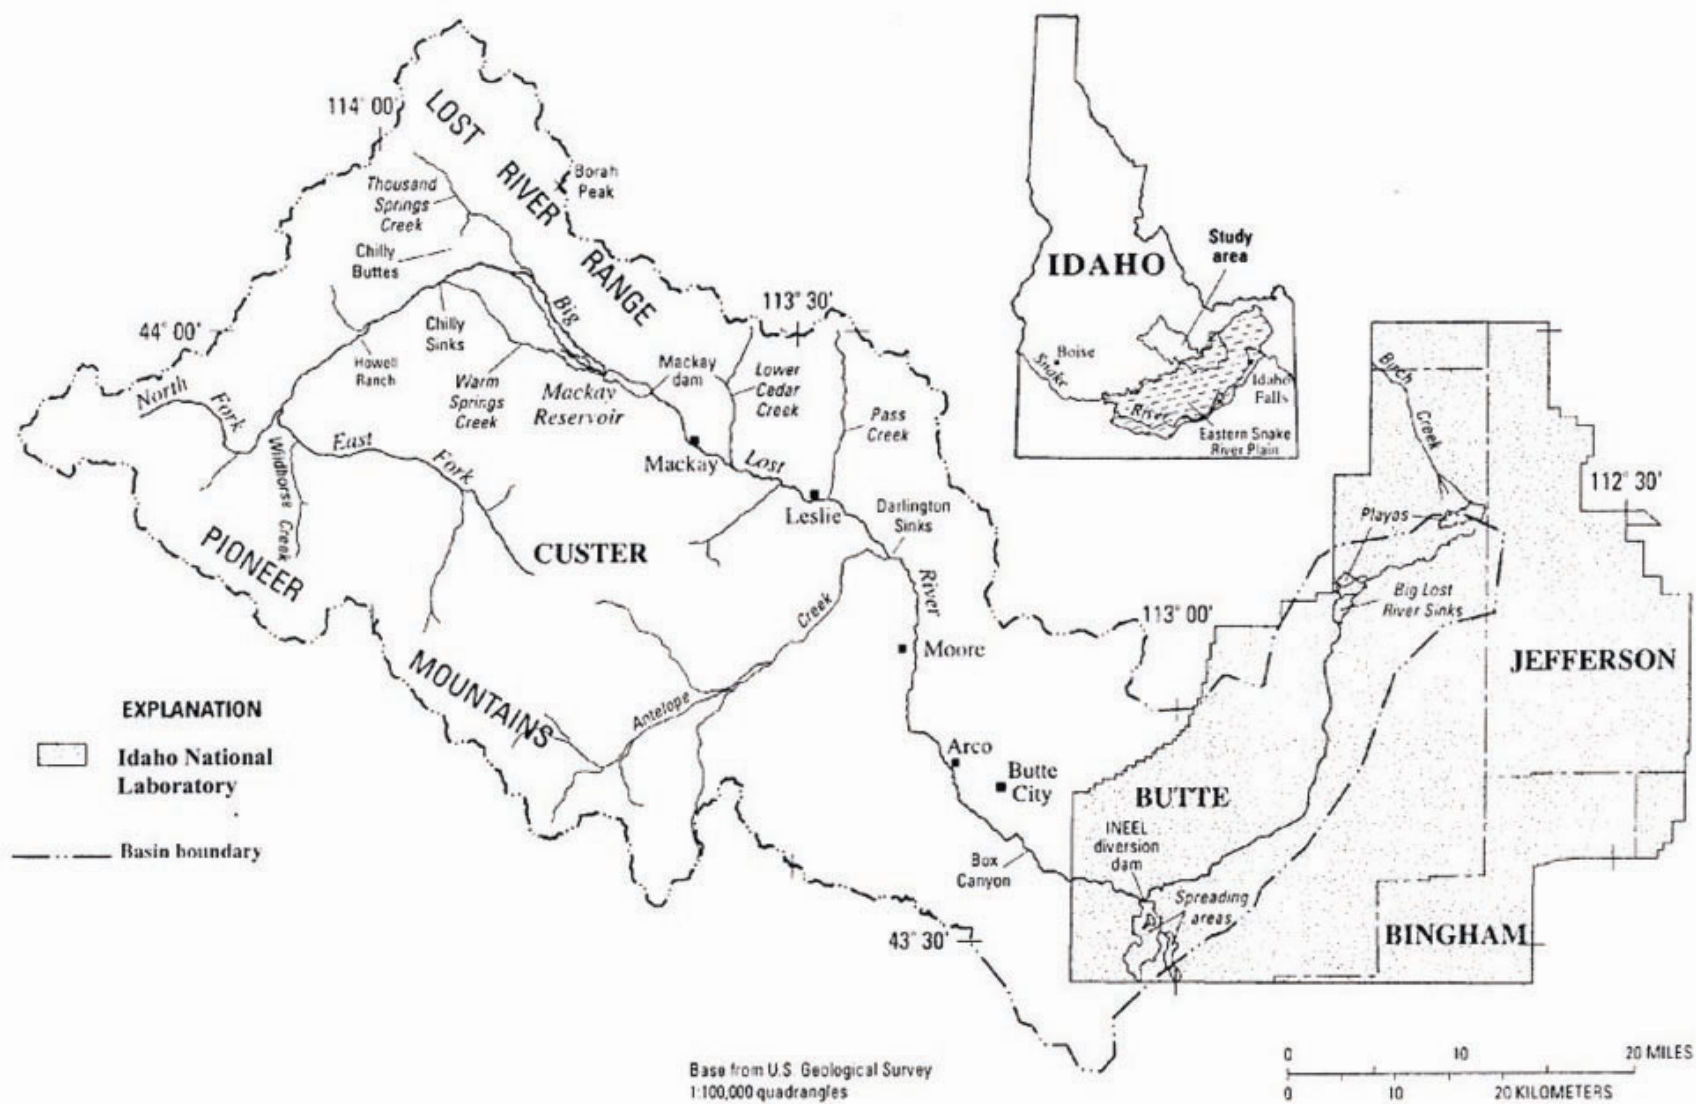 LOST
RIVER
RANGE
114° 00'
Borah
Peak
Thousand
Springs
Creek
Chilly
Buttes
Big
113° 30'
44° 00'
Chilly
Sinks
Howell
Ranch
North
Fork
Warm
Springs
Creek
Mackay
Reservoir
Mackay
dam
Lower
Cedar
Creek
Pass
Creek
East
Fork
Wildhorse Creek
Mackay
Lost
Leslie
Darlington
Sinks
PIONEER
MOUNTAINS
CUSTER
River
Creek
Antelope
Moore
Arco
Butte
City
Box
Canyon
43° 30'
IDAHO
Study
area
Boise
Snake
River
Idaho
Falls
Eastern Snake
River Plain
Birch
Creek
112° 30'
Playas
Big Lost
River Sinks
113° 00'
JEFFERSON
BUTTE
INEEL
diversion
dam
Spreading
areas
BINGHAM
EXPLANATION
Idaho National
Laboratory
Basin boundary
Base from U.S. Geological Survey
1:100,000 quadrangles
0 10 20 MILES
0 10 20 KILOMETERS